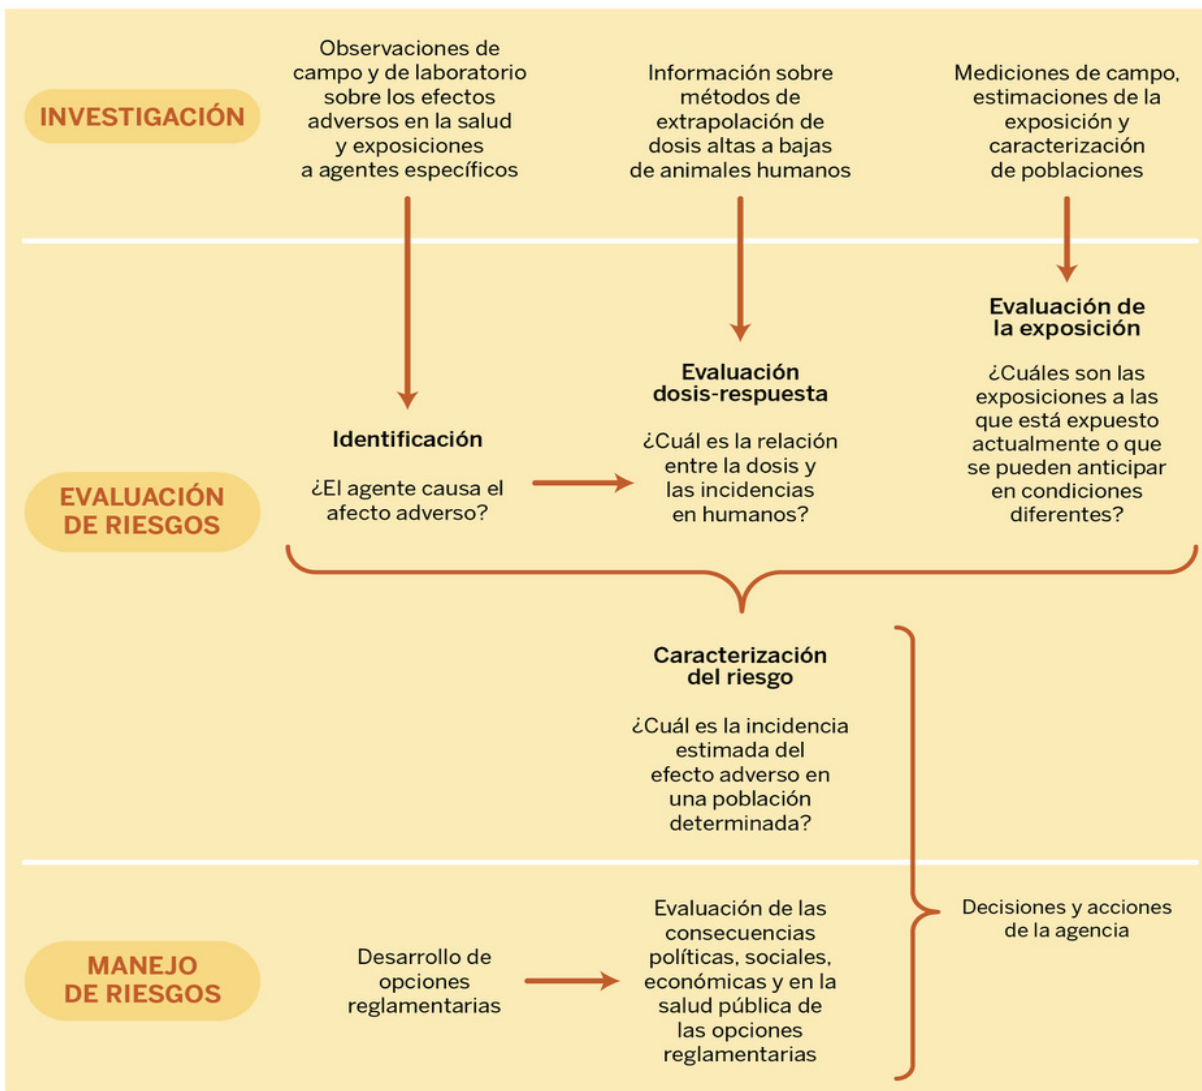 INVESTIGACIÓN
Observaciones de
campo y de laboratorio
sobre los efectos
adversos en la salud
y exposiciones
a agentes específicos
Información sobre
métodos de
extrapolación de
dosis altas a bajas
de animales humanos
Mediciones de campo,
estimaciones de la
exposición y
caracterización
de poblaciones
EVALUACIÓN
DE RIESGOS
Identificación
¿El agente causa el
afecto adverso?
Evaluación
dosis-respuesta
¿Cuál es la relación
entre la dosis y
las incidencias
en humanos?
Evaluación de
la exposición
¿Cuáles son las
exposiciones a las
que está expuesto
actualmente o que
se pueden anticipar
en condiciones
diferentes?
Caracterización
del riesgo
¿Cuál es la incidencia
estimada del
efecto adverso en
una población
determinada?
MANEJO
DE RIESGOS
Desarrollo de
opciones
reglamentarias
Evaluación de las
consecuencias
políticas, sociales,
económicas y en la
salud pública de
las opciones
reglamentarias
Decisiones y acciones
de la agencia